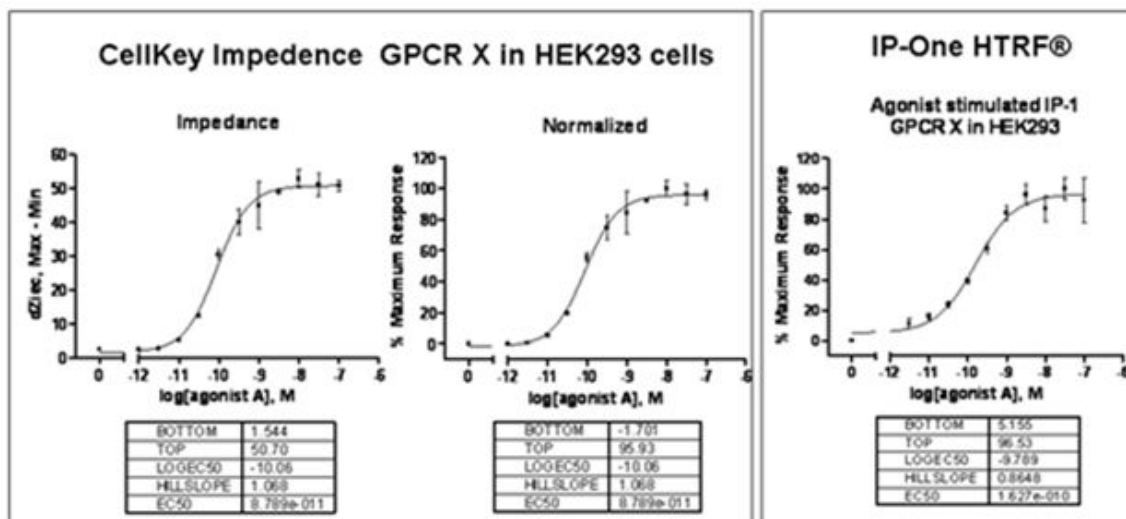 CellKey Impedence GPCR X in HEK293 cells
Impedance
dZiec, Max - Min
60
50
40
30
20
10
0
0 -12 -11 -10 -9 -8 -7 -6
log[agonist A], M
BOTTOM 1.544
TOP 50.70
LOGEC50 -10.06
HILLSLOPE 1.068
EC50 8.789e-011
Normalized
% Maximum Response
120
100
80
60
40
20
0
0 -12 -11 -10 -9 -8 -7 -6
log[agonist A], M
BOTTOM -1.701
TOP 95.93
LOGEC50 -10.06
HILLSLOPE 1.068
EC50 8.789e-011
IP-One HTRF®
Agonist stimulated IP-1
GPCR X in HEK293
% Maximum Response
120
100
80
60
40
20
0
0 -12 -11 -10 -9 -8 -7 -6
log[agonist A], M
BOTTOM 5.155
TOP 96.53
LOGEC50 -9.789
HILLSLOPE 0.8648
EC50 1.627e-010